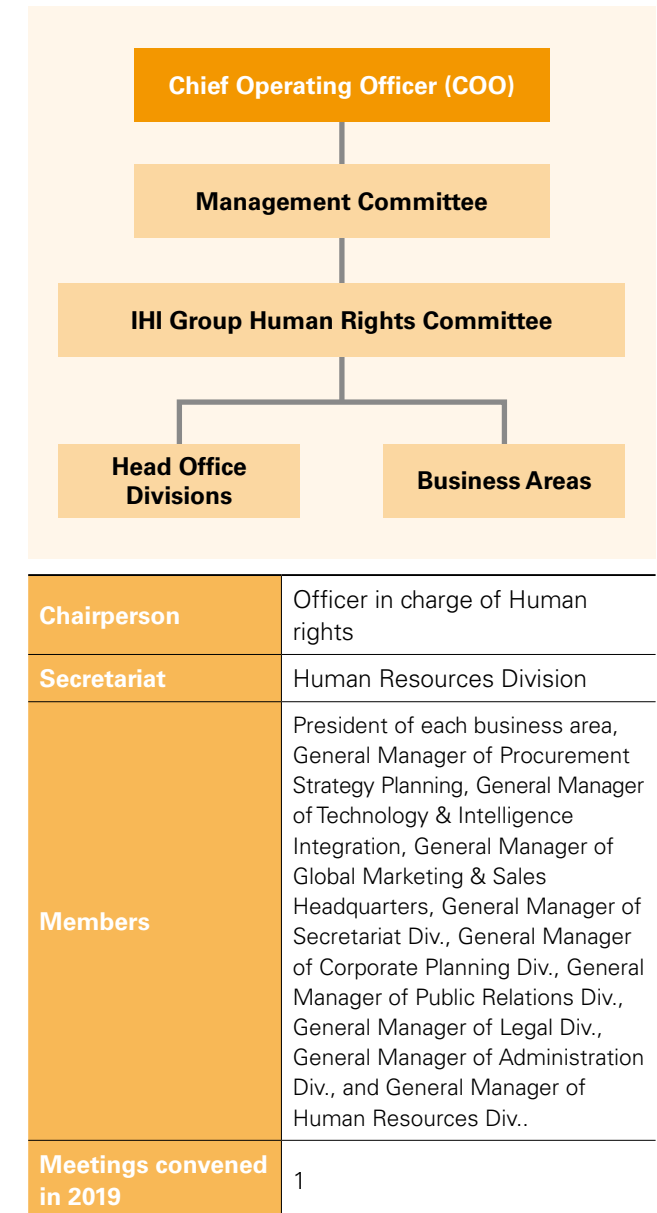 Chief Operating Officer (COO)
Management Committee
IHI Group Human Rights Committee
Head Office
Divisions
Business Areas
Chairperson
Officer in charge of Human
rights
Secretariat
Human Resources Division
Members
President of each business area,
General Manager of Procurement
Strategy Planning, General Manager
of Technology & Intelligence
Integration, General Manager of
Global Marketing & Sales
Headquarters, General Manager of
Secretariat Div., General Manager
of Corporate Planning Div., General
Manager of Public Relations Div.,
General Manager of Legal Div.,
General Manager of Administration
Div., and General Manager of
Human Resources Div..
Meetings convened
in 2019
1